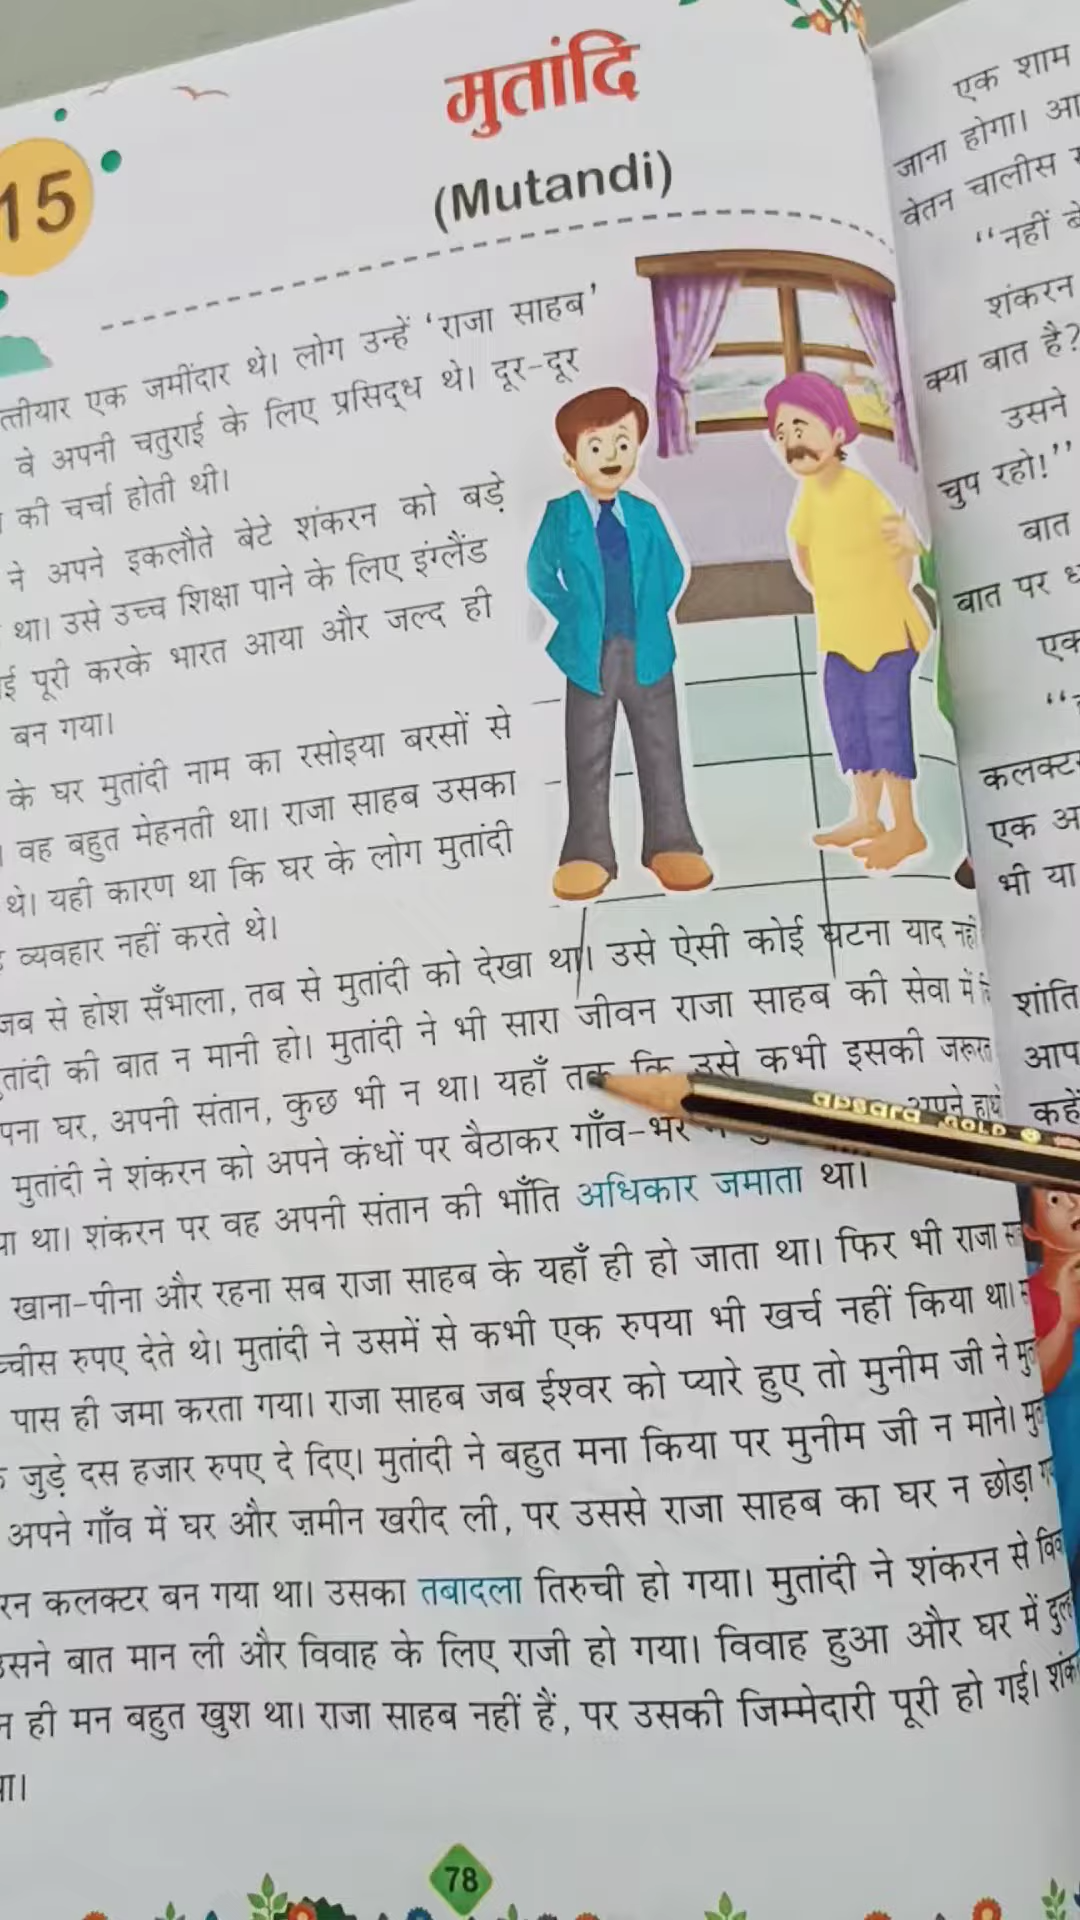 15
मुतांदि
(Mutandi)
एक जमींदार थे। लोग उन्हें ‘राजा साहब’
वे अपनी चतुराई के लिए प्रसिद्ध थे। दूर-दूर
की चर्चा होती थी।
ने अपने इकलौते बेटे शंकरन को बड़े
था। उसे उच्च शिक्षा पाने के लिए इंग्लैंड
पूरी करके भारत आया और जल्द ही
बन गया।
के घर मुतांदी नाम का रसोइया बरसों से
वह बहुत मेहनती था। राजा साहब उसका
थे। यही कारण था कि घर के लोग मुतांदी
व्यवहार नहीं करते थे।
जब से होश सँभाला, तब से मुतांदी को देखा था। उसे ऐसी कोई घटना याद नहीं
की बात न मानी हो। मुतांदी ने भी सारा जीवन राजा साहब की सेवा में
घर, अपनी संतान, कुछ भी न था। यहाँ तक कि उसे कभी इसकी जरूरत
मुतांदी ने शंकरन को अपने कंधों पर बैठाकर गाँव-भर अपने हाथों
था। शंकरन पर वह अपनी संतान की भाँति अधिकार जमाता था।
खाना-पीना और रहना सब राजा साहब के यहाँ ही हो जाता था। फिर भी राजा
रुपए देते थे। मुतांदी ने उसमें से कभी एक रुपया भी खर्च नहीं किया था।
पास ही जमा करता गया। राजा साहब जब ईश्वर को प्यारे हुए तो मुनीम जी ने
जुड़े दस हजार रुपए दे दिए। मुतांदी ने बहुत मना किया पर मुनीम जी न माने।
अपने गाँव में घर और ज़मीन खरीद ली, पर उससे राजा साहब का घर न छोड़ा
कलक्टर बन गया था। उसका तबादला तिरुची हो गया। मुतांदी ने शंकरन से
उसने बात मान ली और विवाह के लिए राजी हो गया। विवाह हुआ और घर में
ही मन बहुत खुश था। राजा साहब नहीं हैं, पर उसकी जिम्मेदारी पूरी हो गई।
78
apsara GOLD
एक शाम
जाना होगा।
वेतन चालीस
“नहीं
शंकरन
क्या बात है?
उसने
चुप रहो!”
बात
बात पर
एक
कलक्टर
एक
भी या
शांति
आप
कहें